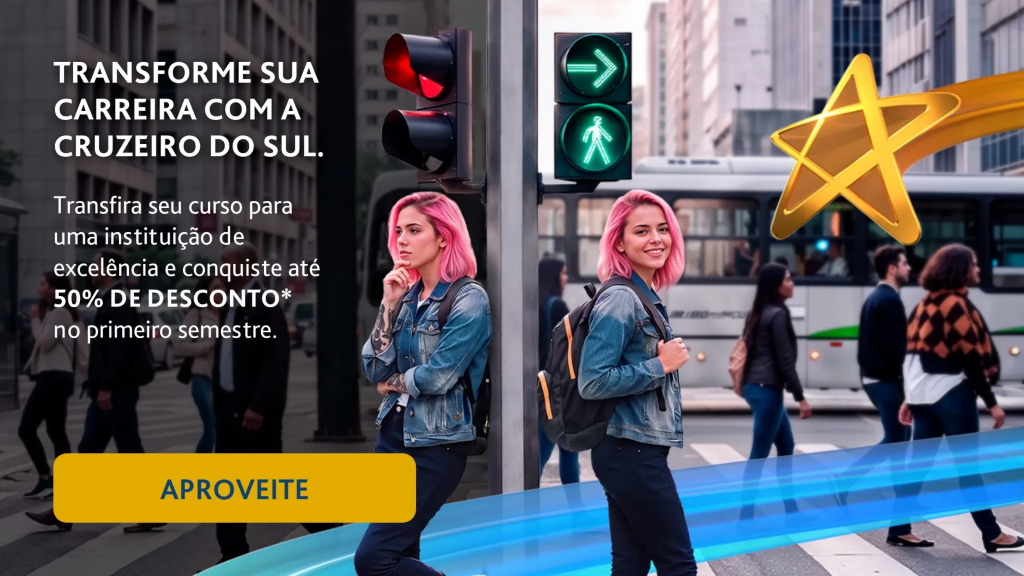 TRANSFORME SUA
CARREIRA COM A
CRUZEIRO DO SUL.
Transfira seu curso para
uma instituição de
excelência e conquiste até
50% DE DESCONTO*
no primeiro semestre.
APROVEITE